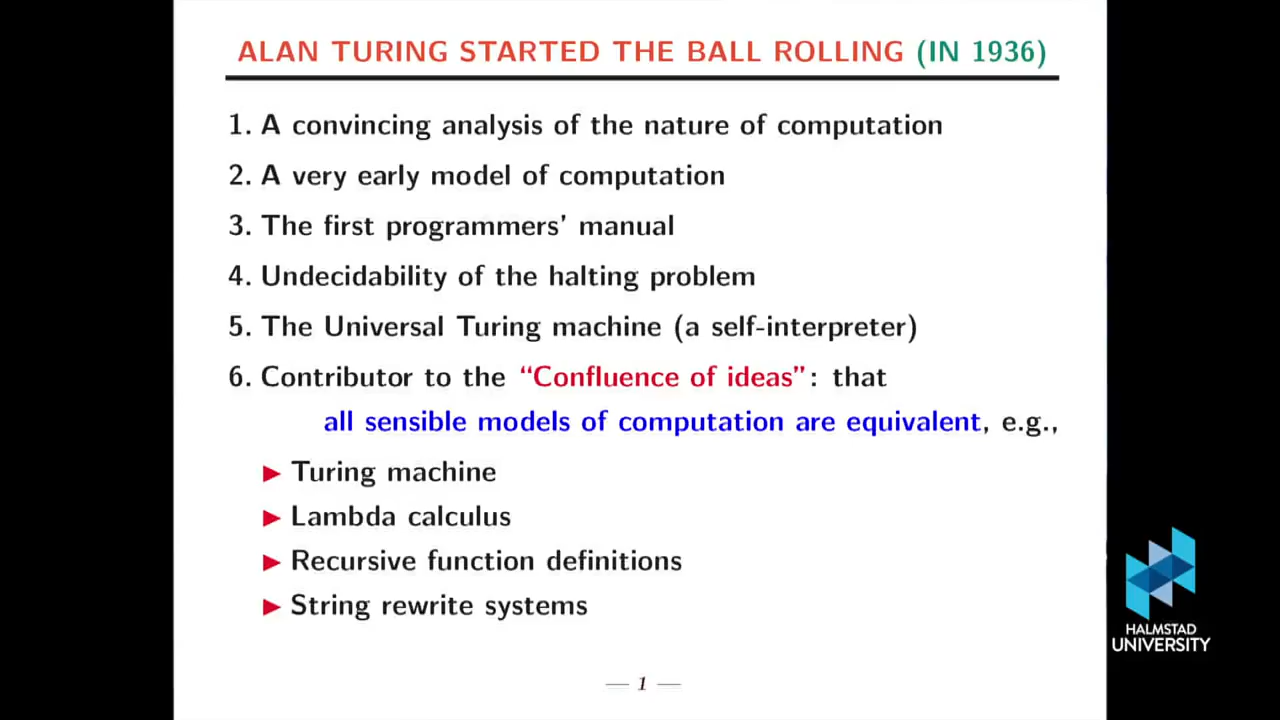 ALAN TURING STARTED THE BALL ROLLING (IN 1936)
1. A convincing analysis of the nature of computation
2. A very early model of computation
3. The first programmers' manual
4. Undecidability of the halting problem
5. The Universal Turing machine (a self-interpreter)
6. Contributor to the “Confluence of ideas”: that
all sensible models of computation are equivalent, e.g.,
▶ Turing machine
▶ Lambda calculus
▶ Recursive function definitions
▶ String rewrite systems
HALMSTAD
UNIVERSITY
— 1 —